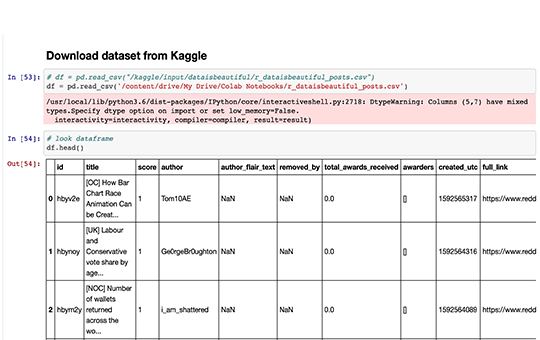 Download dataset from Kaggle
In [53]: # df = pd.read_csv("/kaggle/input/dataisbeautiful/r_dataisbeautiful_posts.csv")
df = pd.read_csv('/content/drive/My Drive/Colab Notebooks/r_dataisbeautiful_posts.csv')
/usr/local/lib/python3.6/dist-packages/IPython/core/interactiveshell.py:2718: DtypeWarning: Columns (5,7) have mixed
types.Specify dtype option on import or set low_memory=False.
interactivity=interactivity, compiler=compiler, result=result)
In [54]: # look dataframe
df.head()
Out[54]:
id title score author author_flair_text removed_by total_awards_received awarders created_utc full_link
0 hbyv2e [OC] How Bar Chart Race Animation Can be Creat... 1 Tom10AE NaN NaN 0.0 [] 1592565317 https://www.redd
1 hbynoy [UK] Labour and Conservative vote share by age... 1 Ge0rgeBr0ughton NaN NaN 0.0 [] 1592564316 https://www.redd
2 hbym2y [NOC] Number of wallets returned across the wo... 1 i_am_shattered NaN NaN 0.0 [] 1592564089 https://www.redd